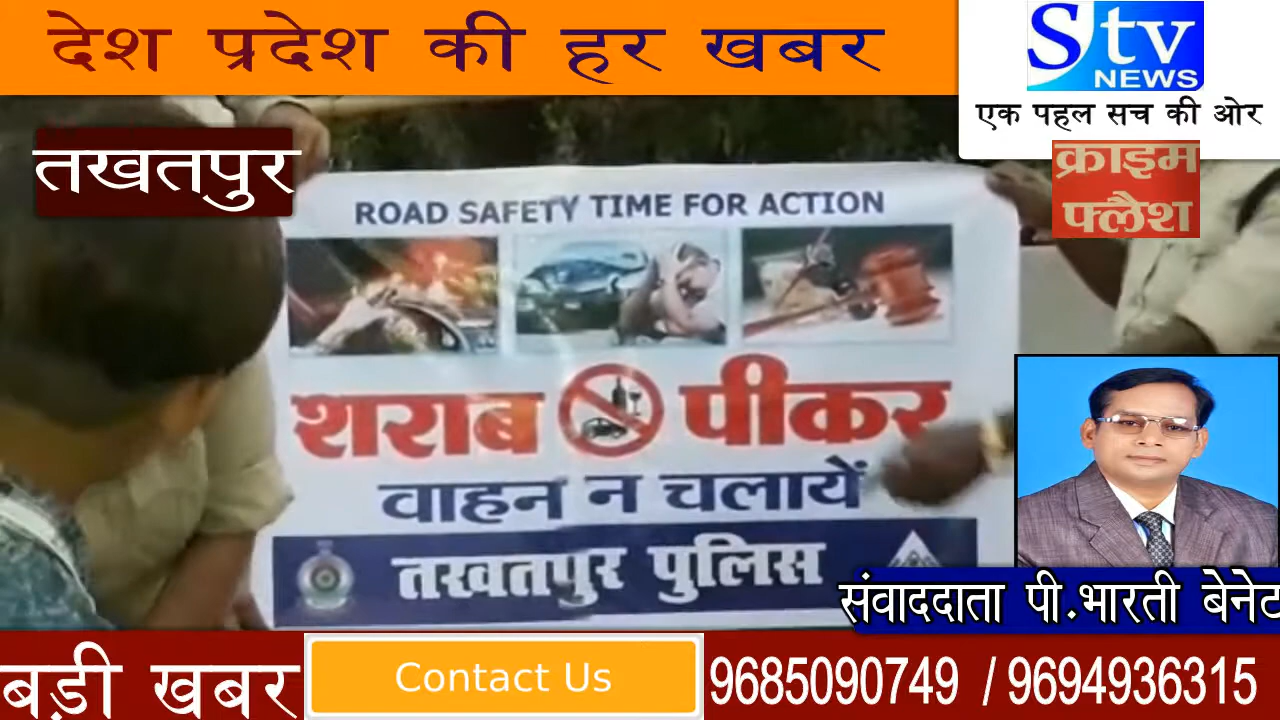 देश प्रदेश की हर खबर
Stv
NEWS
एक पहल सच की ओर
क्राइम
फ्लैश
तखतपुर
ROAD SAFETY TIME FOR ACTION
शराब पीकर
वाहन न चलायें
तखतपुर पुलिस
संवाददाता पी.भारती बेनेट
बड़ी खबर
Contact Us
9685090749 / 9694936315